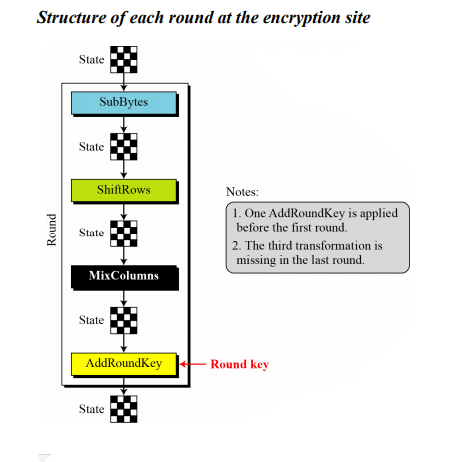 Structure of each round at the encryption site
State
SubBytes
State
ShiftRows
State
MixColumns
State
AddRoundKey
Round key
State
Round
Notes:
1. One AddRoundKey is applied
before the first round.
2. The third transformation is
missing in the last round.